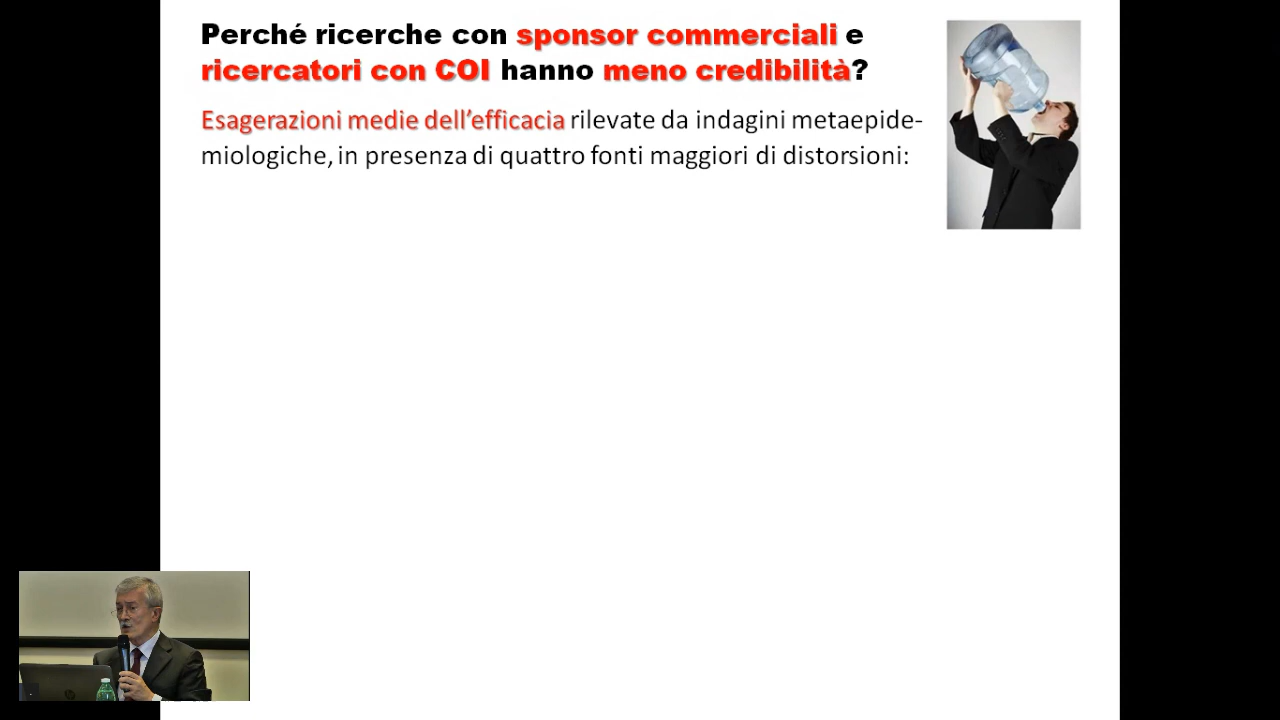 Perché ricerche con sponsor commerciali e
ricercatori con COI hanno meno credibilità?
Esagerazioni medie dell’efficacia rilevate da indagini metaepide-
miologiche, in presenza di quattro fonti maggiori di distorsioni: